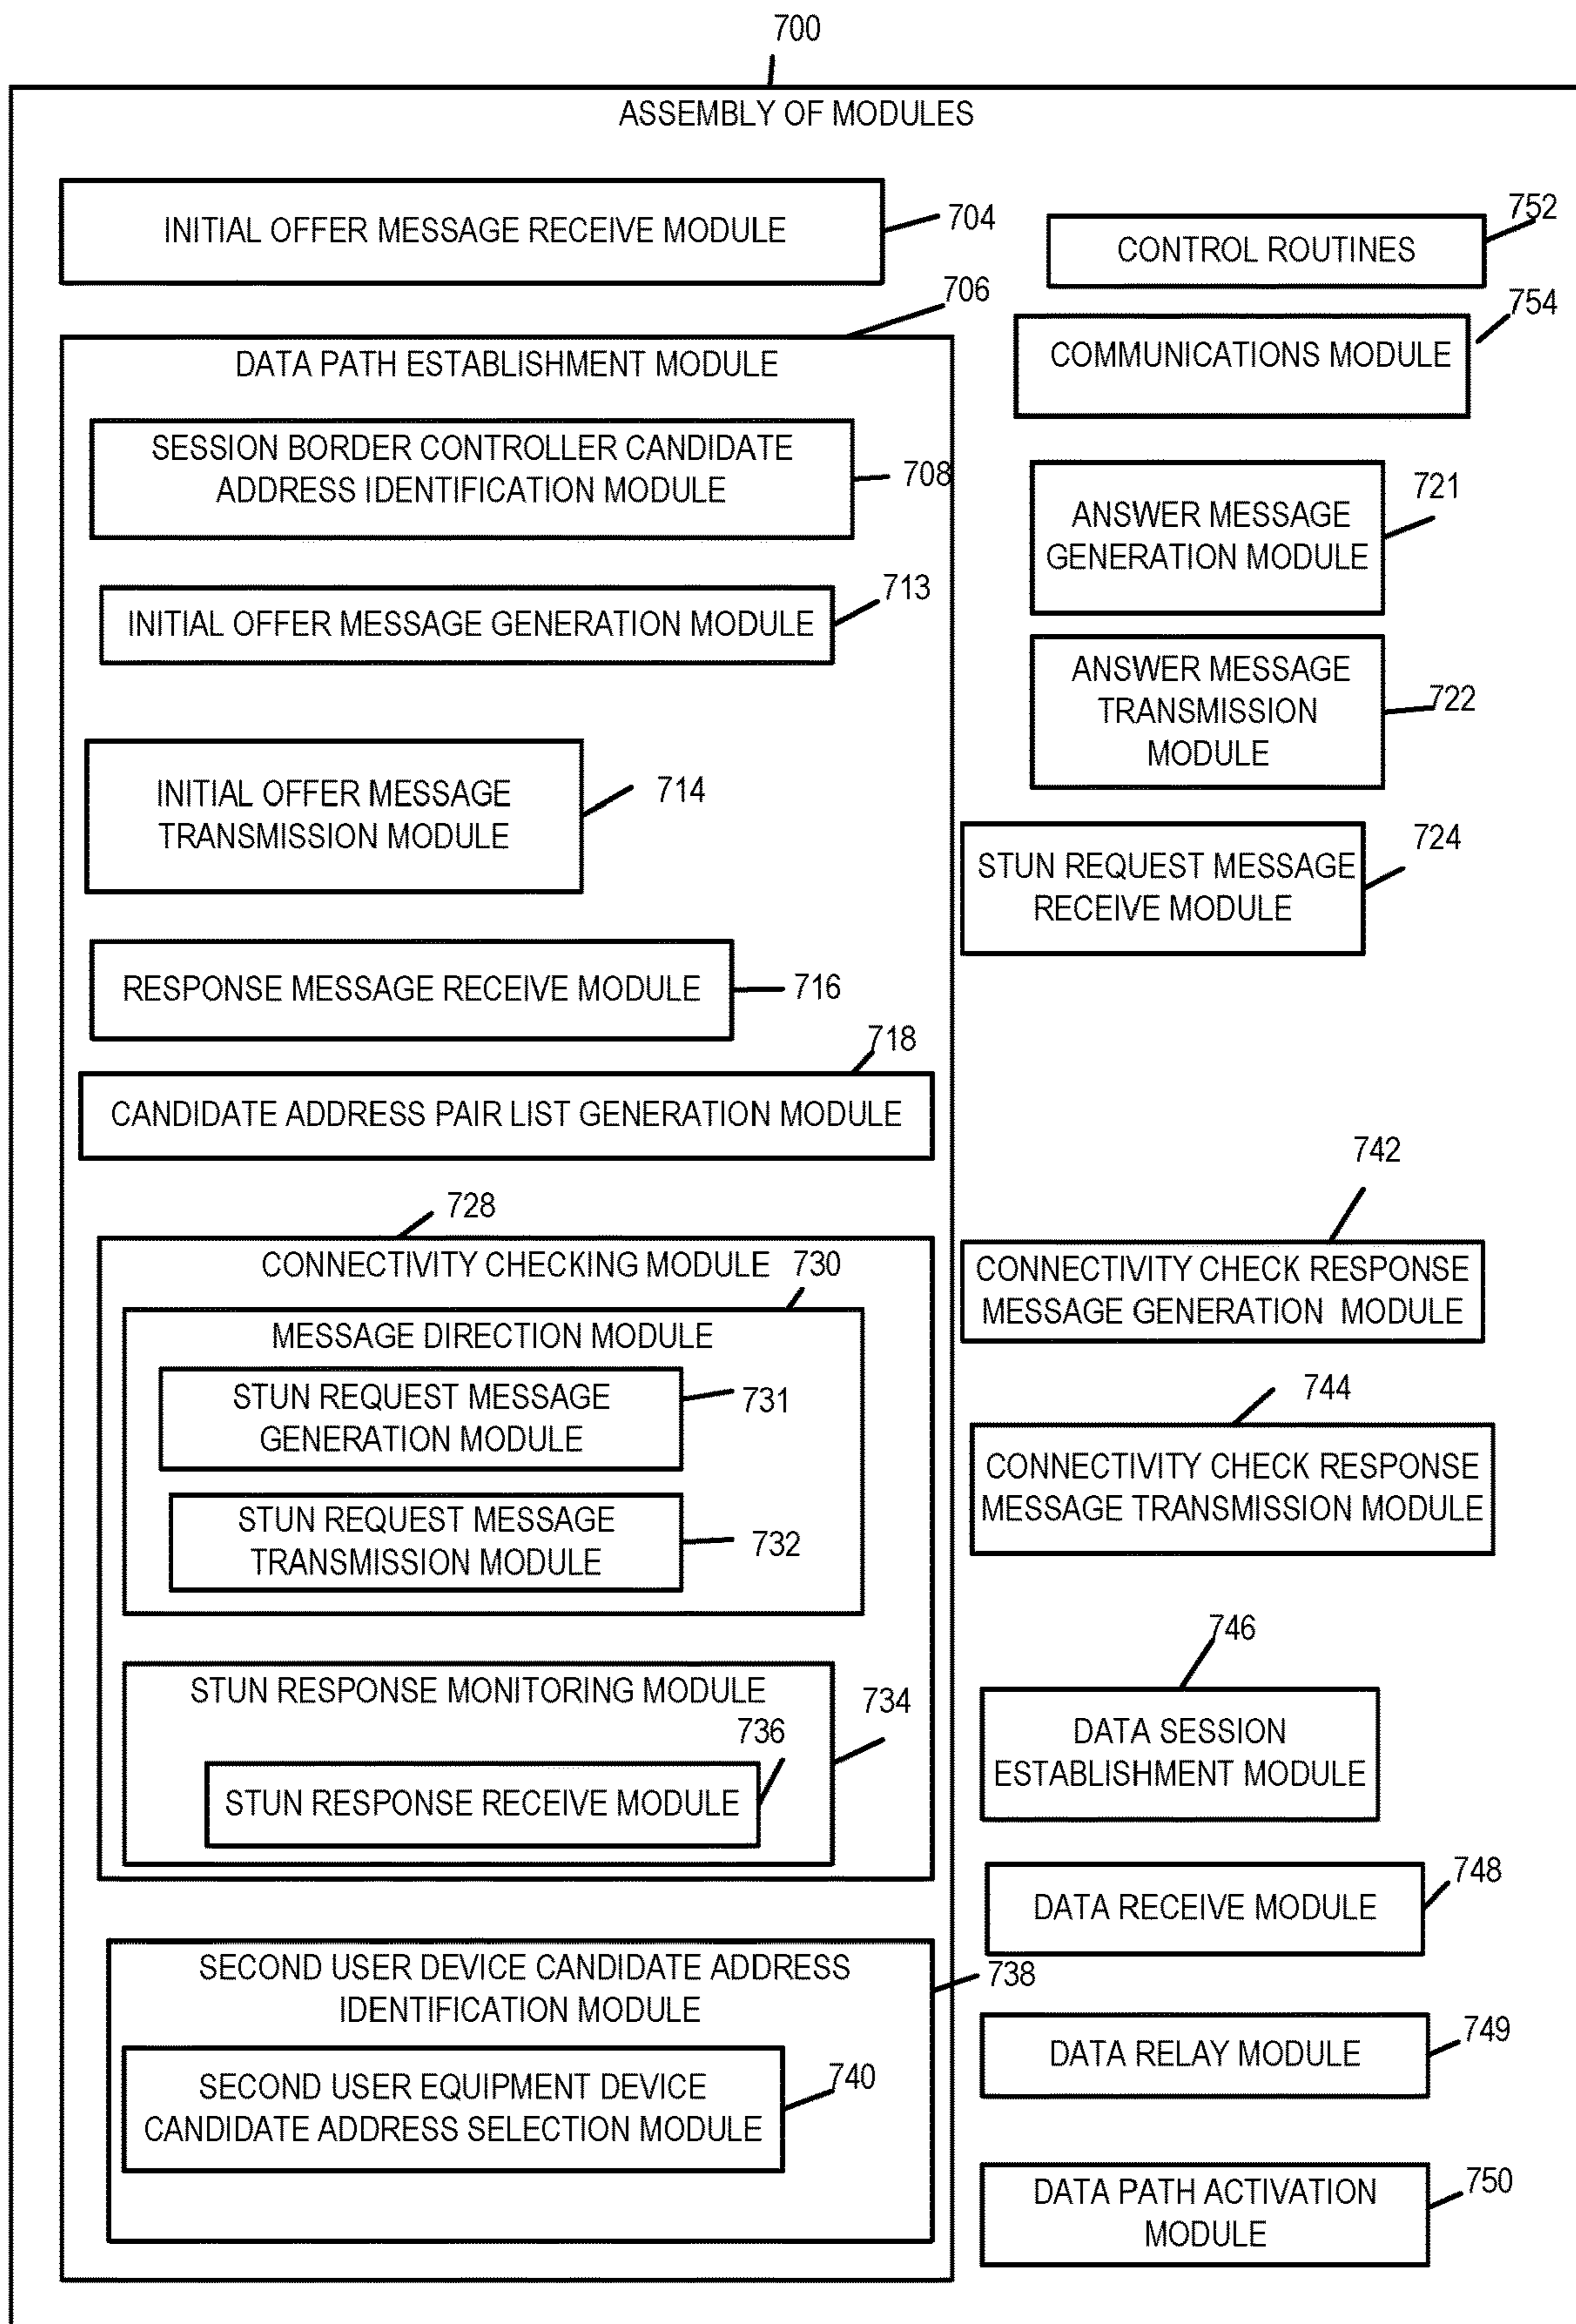 700
ASSEMBLY OF MODULES
INITIAL OFFER MESSAGE RECEIVE MODULE
704
706
DATA PATH ESTABLISHMENT MODULE
SESSION BORDER CONTROLLER CANDIDATE
ADDRESS IDENTIFICATION MODULE
708
INITIAL OFFER MESSAGE GENERATION MODULE
713
INITIAL OFFER MESSAGE
TRANSMISSION MODULE
714
RESPONSE MESSAGE RECEIVE MODULE
716
718
CANDIDATE ADDRESS PAIR LIST GENERATION MODULE
728
CONNECTIVITY CHECKING MODULE
730
MESSAGE DIRECTION MODULE
STUN REQUEST MESSAGE
GENERATION MODULE
731
STUN REQUEST MESSAGE
TRANSMISSION MODULE
732
STUN RESPONSE MONITORING MODULE
734
736
STUN RESPONSE RECEIVE MODULE
SECOND USER DEVICE CANDIDATE ADDRESS
IDENTIFICATION MODULE
738
SECOND USER EQUIPMENT DEVICE
CANDIDATE ADDRESS SELECTION MODULE
740
752
CONTROL ROUTINES
754
COMMUNICATIONS MODULE
721
ANSWER MESSAGE
GENERATION MODULE
ANSWER MESSAGE
TRANSMISSION
MODULE
722
724
STUN REQUEST MESSAGE
RECEIVE MODULE
742
CONNECTIVITY CHECK RESPONSE
MESSAGE GENERATION MODULE
744
CONNECTIVITY CHECK RESPONSE
MESSAGE TRANSMISSION MODULE
746
DATA SESSION
ESTABLISHMENT MODULE
748
DATA RECEIVE MODULE
749
DATA RELAY MODULE
750
DATA PATH ACTIVATION
MODULE